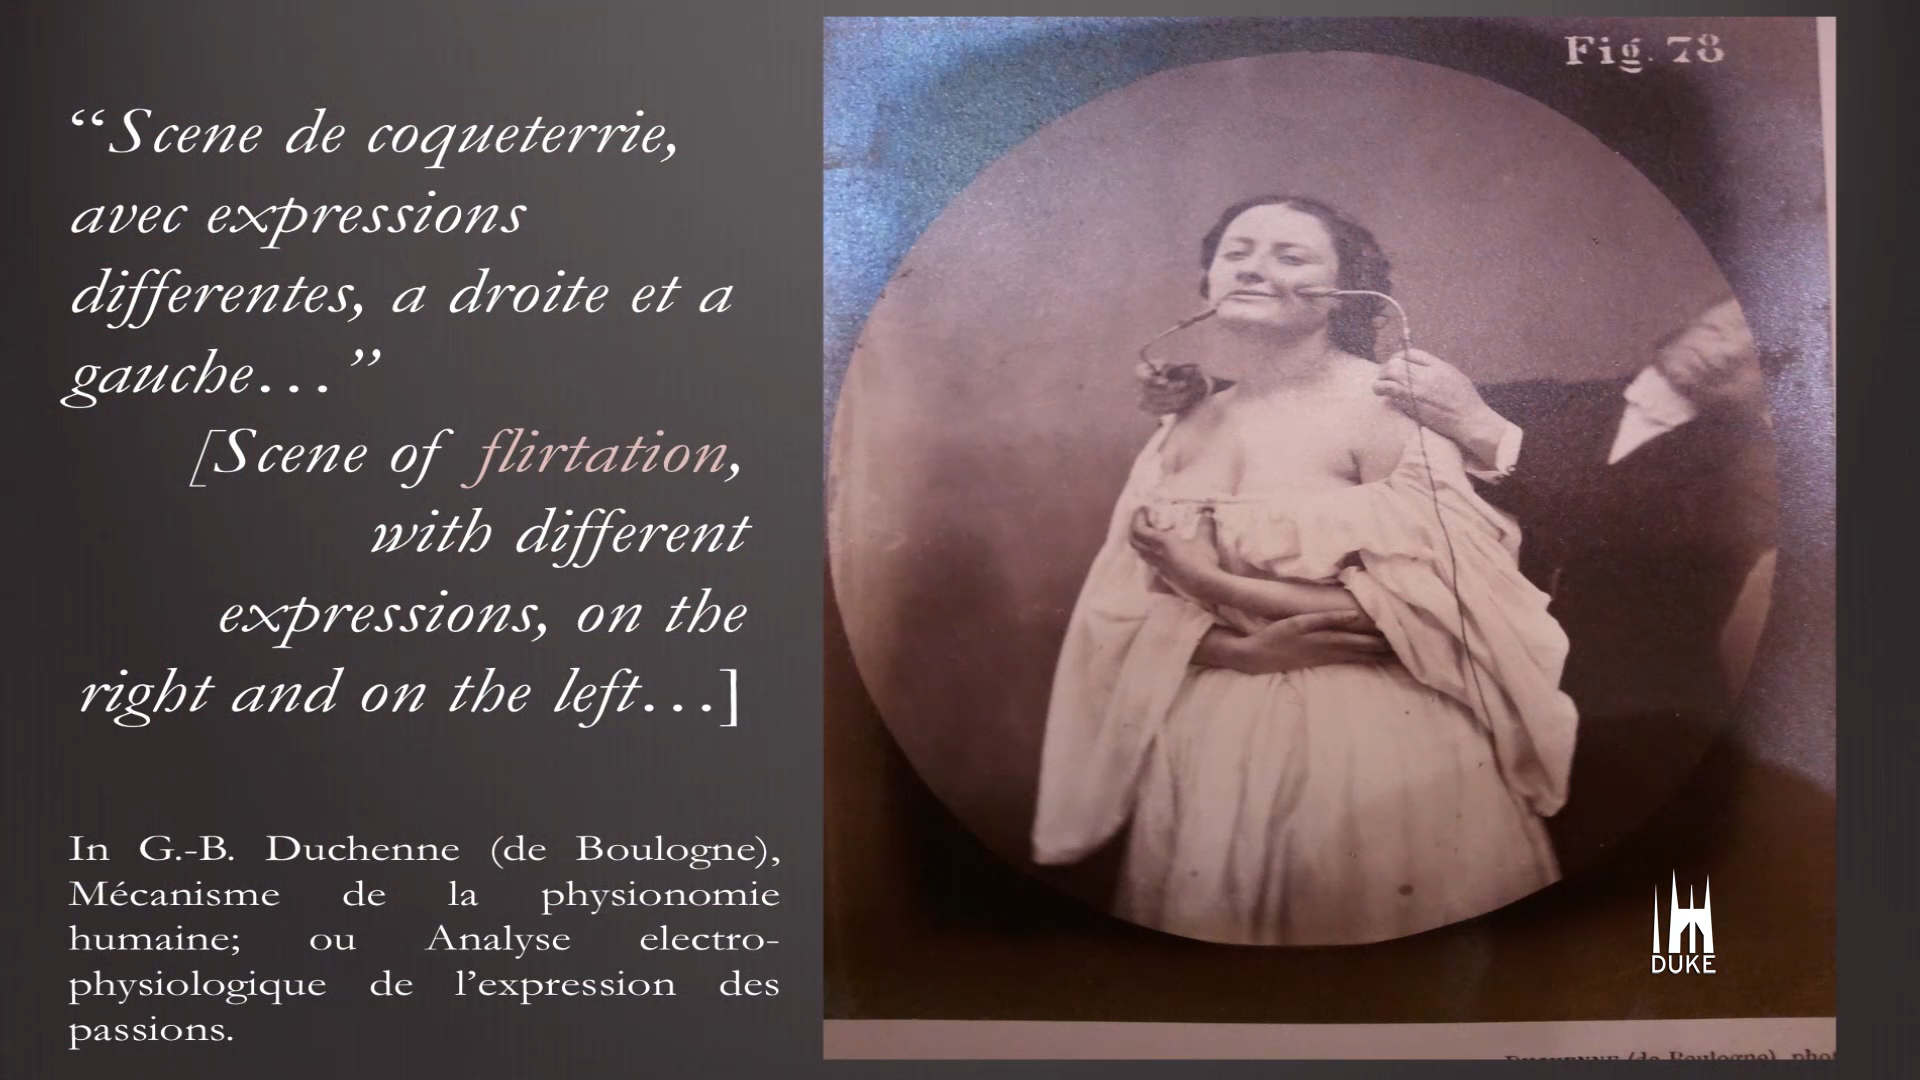 “Scene de coqueterrie,
avec expressions
differentes, a droite et a
gauche…”
[Scene of flirtation,
with different
expressions, on the
right and on the left…]
In G.-B. Duchenne (de Boulogne),
Mécanisme de la physionomie
humaine; ou Analyse electro-
physiologique de l’expression des
passions.
Fig. 78
DUKE
(de Boulogne),